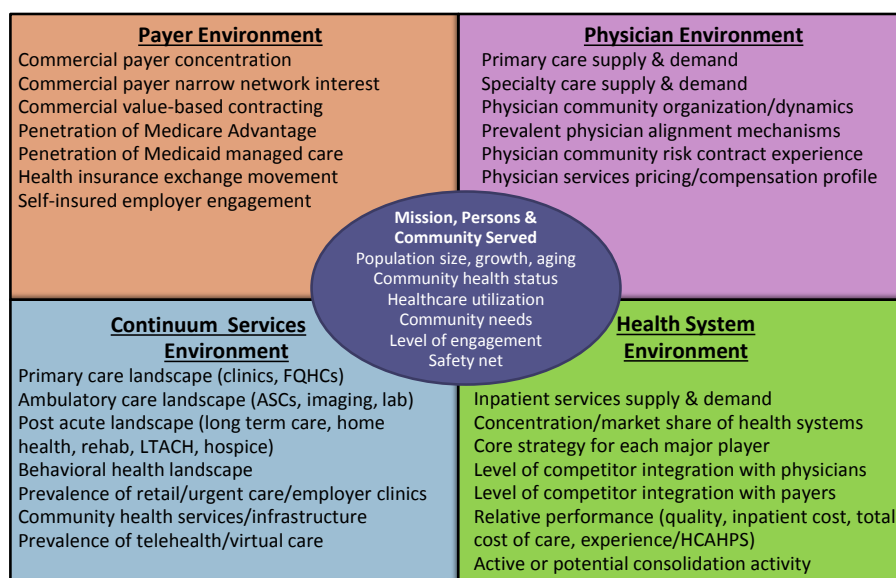 Payer Environment
Commercial payer concentration
Commercial payer narrow network interest
Commercial value-based contracting
Penetration of Medicare Advantage
Penetration of Medicaid managed care
Health insurance exchange movement
Self-insured employer engagement
Physician Environment
Primary care supply & demand
Specialty care supply & demand
Physician community organization/dynamics
Prevalent physician alignment mechanisms
Physician community risk contract experience
Physician services pricing/compensation profile
Mission, Persons &
Community Served
Population size, growth, aging
Community health status
Healthcare utilization
Community needs
Level of engagement
Safety net
Continuum Services
Environment
Primary care landscape (clinics, FQHCs)
Ambulatory care landscape (ASCs, imaging, lab)
Post acute landscape (long term care, home
health, rehab, LTACH, hospice)
Behavioral health landscape
Prevalence of retail/urgent care/employer clinics
Community health services/infrastructure
Prevalence of telehealth/virtual care
Health System
Environment
Inpatient services supply & demand
Concentration/market share of health systems
Core strategy for each major player
Level of competitor integration with physicians
Level of competitor integration with payers
Relative performance (quality, inpatient cost, total
cost of care, experience/HCAHPS)
Active or potential consolidation activity